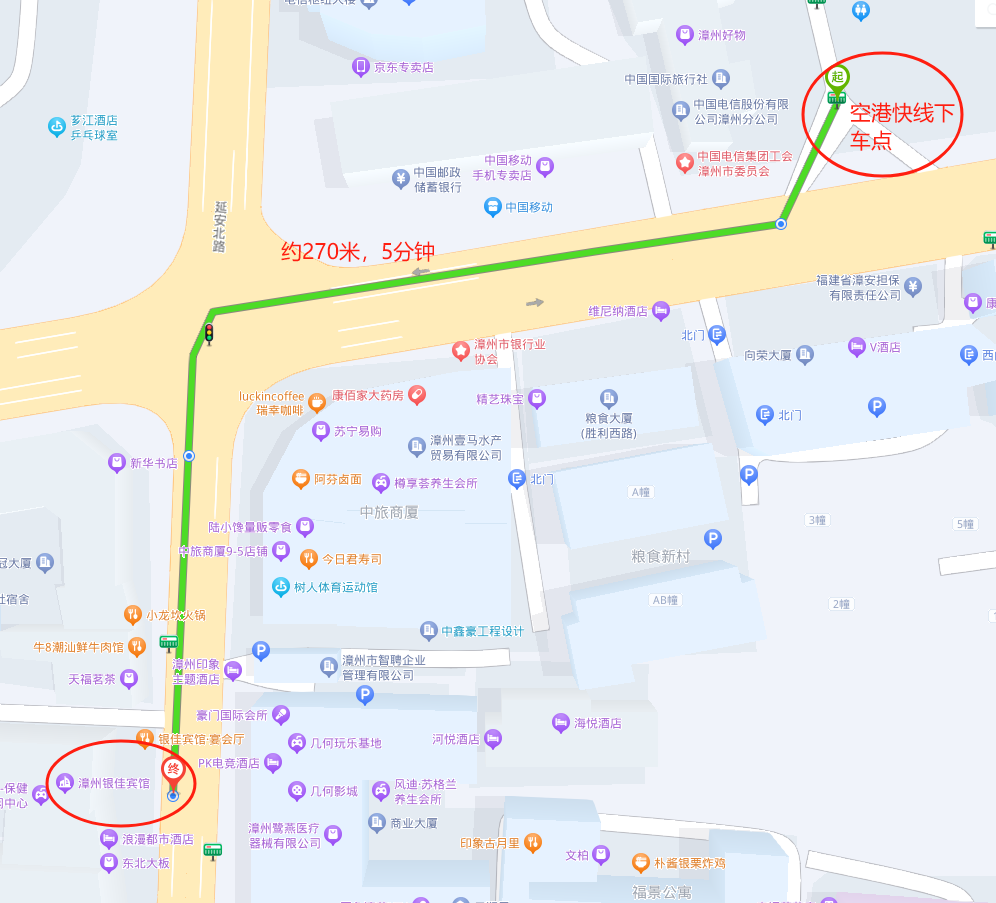 漳州好物
京东专卖店
起
中国国际旅行社
空港快线下
车点
中国电信股份有限
公司漳州分公司
芗江酒店
乒乓球室
中国移动
手机专卖店
中国电信集团工会
漳州市委员会
中国邮政
储蓄银行
中国移动
延安北路
约270米，5分钟
福建省漳安担保
有限责任公司
维尼纳酒店
北门
漳州市银行业
协会
向荣大厦
V酒店
luckincoffee
瑞幸咖啡
康佰家大药房
精艺珠宝
粮食大厦
(胜利西路)
北门
P
苏宁易购
漳州壹马水产
贸易有限公司
新华书店
阿芬卤面
樽享荟养生会所
北门
P
A幢
中旅商厦
3幢
5幢
陆小馋量贩零食
中旅商厦9-5店铺
今日君寿司
粮食新村
P
冠大厦
树人体育运动馆
AB幢
2幢
小龙坎火锅
中鑫豪工程设计
牛8潮汕鲜牛肉馆
P
漳州印象
主题酒店
漳州市智聘企业
管理有限公司
天福茗茶
P
豪门国际会所
海悦酒店
银佳宾馆·宴会厅
几何玩乐基地
河悦酒店
PK电竞酒店
终
漳州银佳宾馆
几何影城
风迪·苏格兰
养生会所
漳州鹭燕医疗
器械有限公司
商业大厦
浪漫都市酒店
东北大板
印象古月里
文柏
朴酱银栗炸鸡
福景公寓